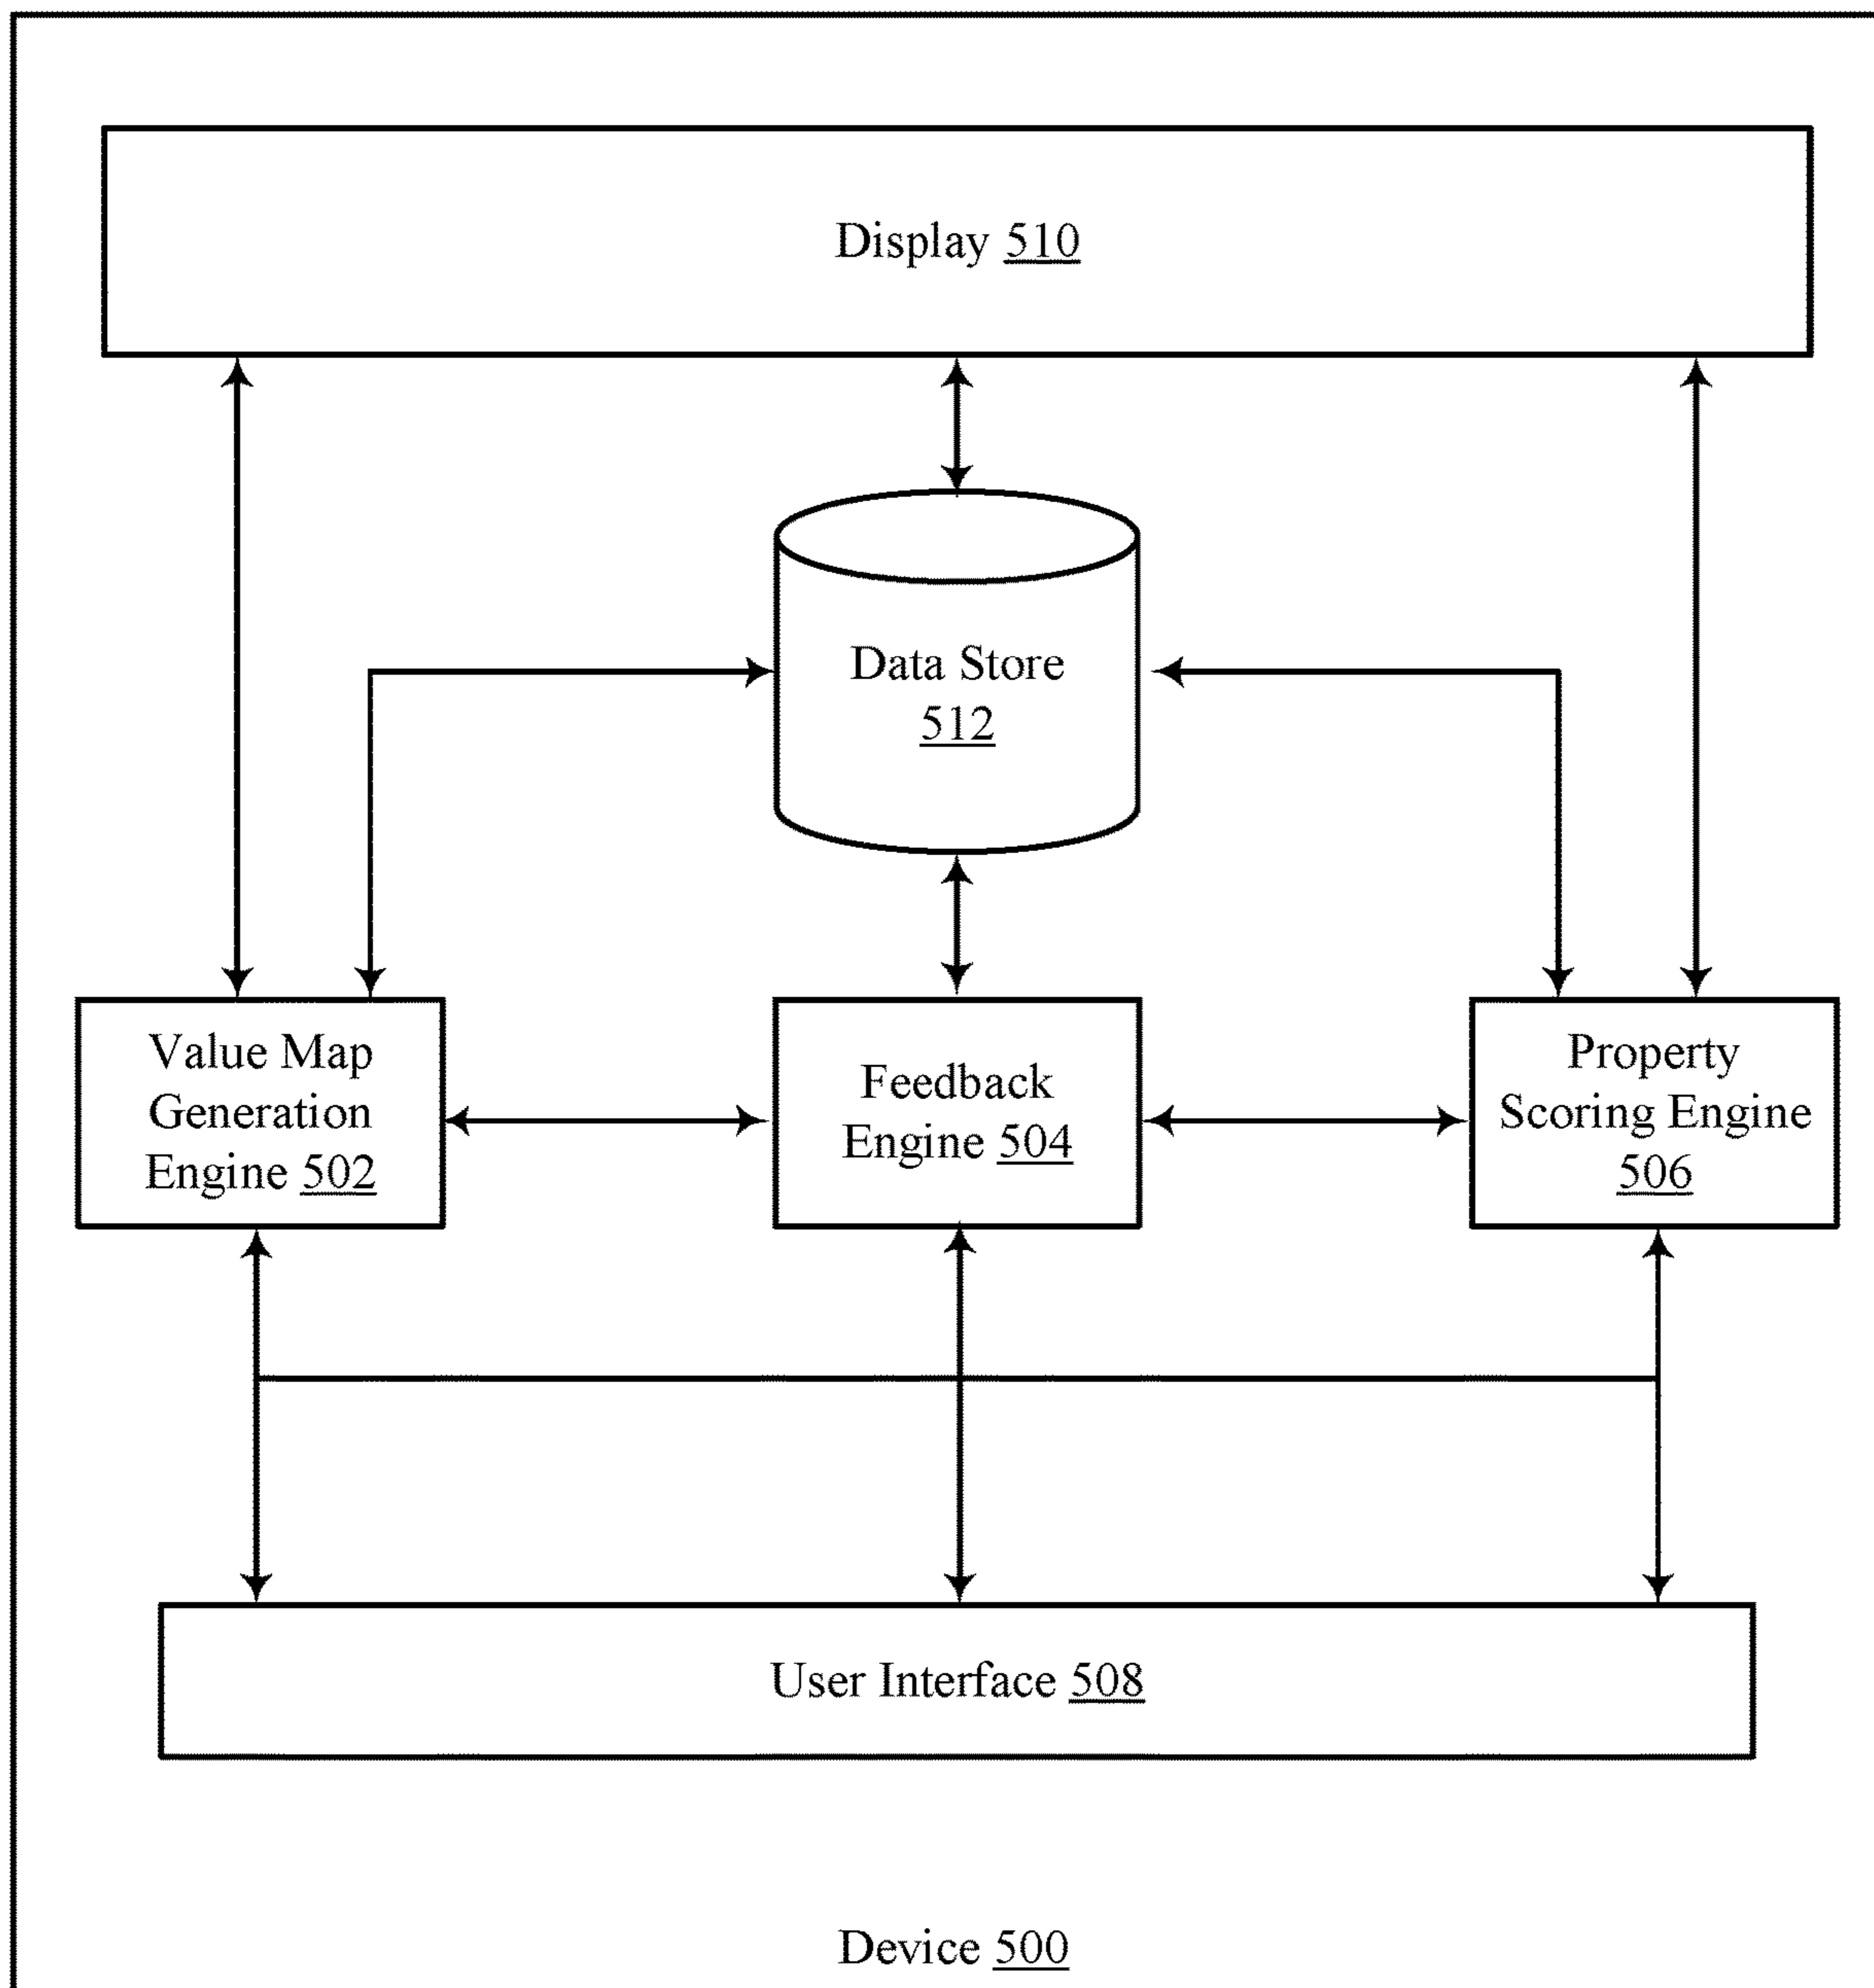 Display 510
Data Store
512
Value Map
Generation
Engine 502
Feedback
Engine 504
Property
Scoring Engine
506
User Interface 508
Device 500